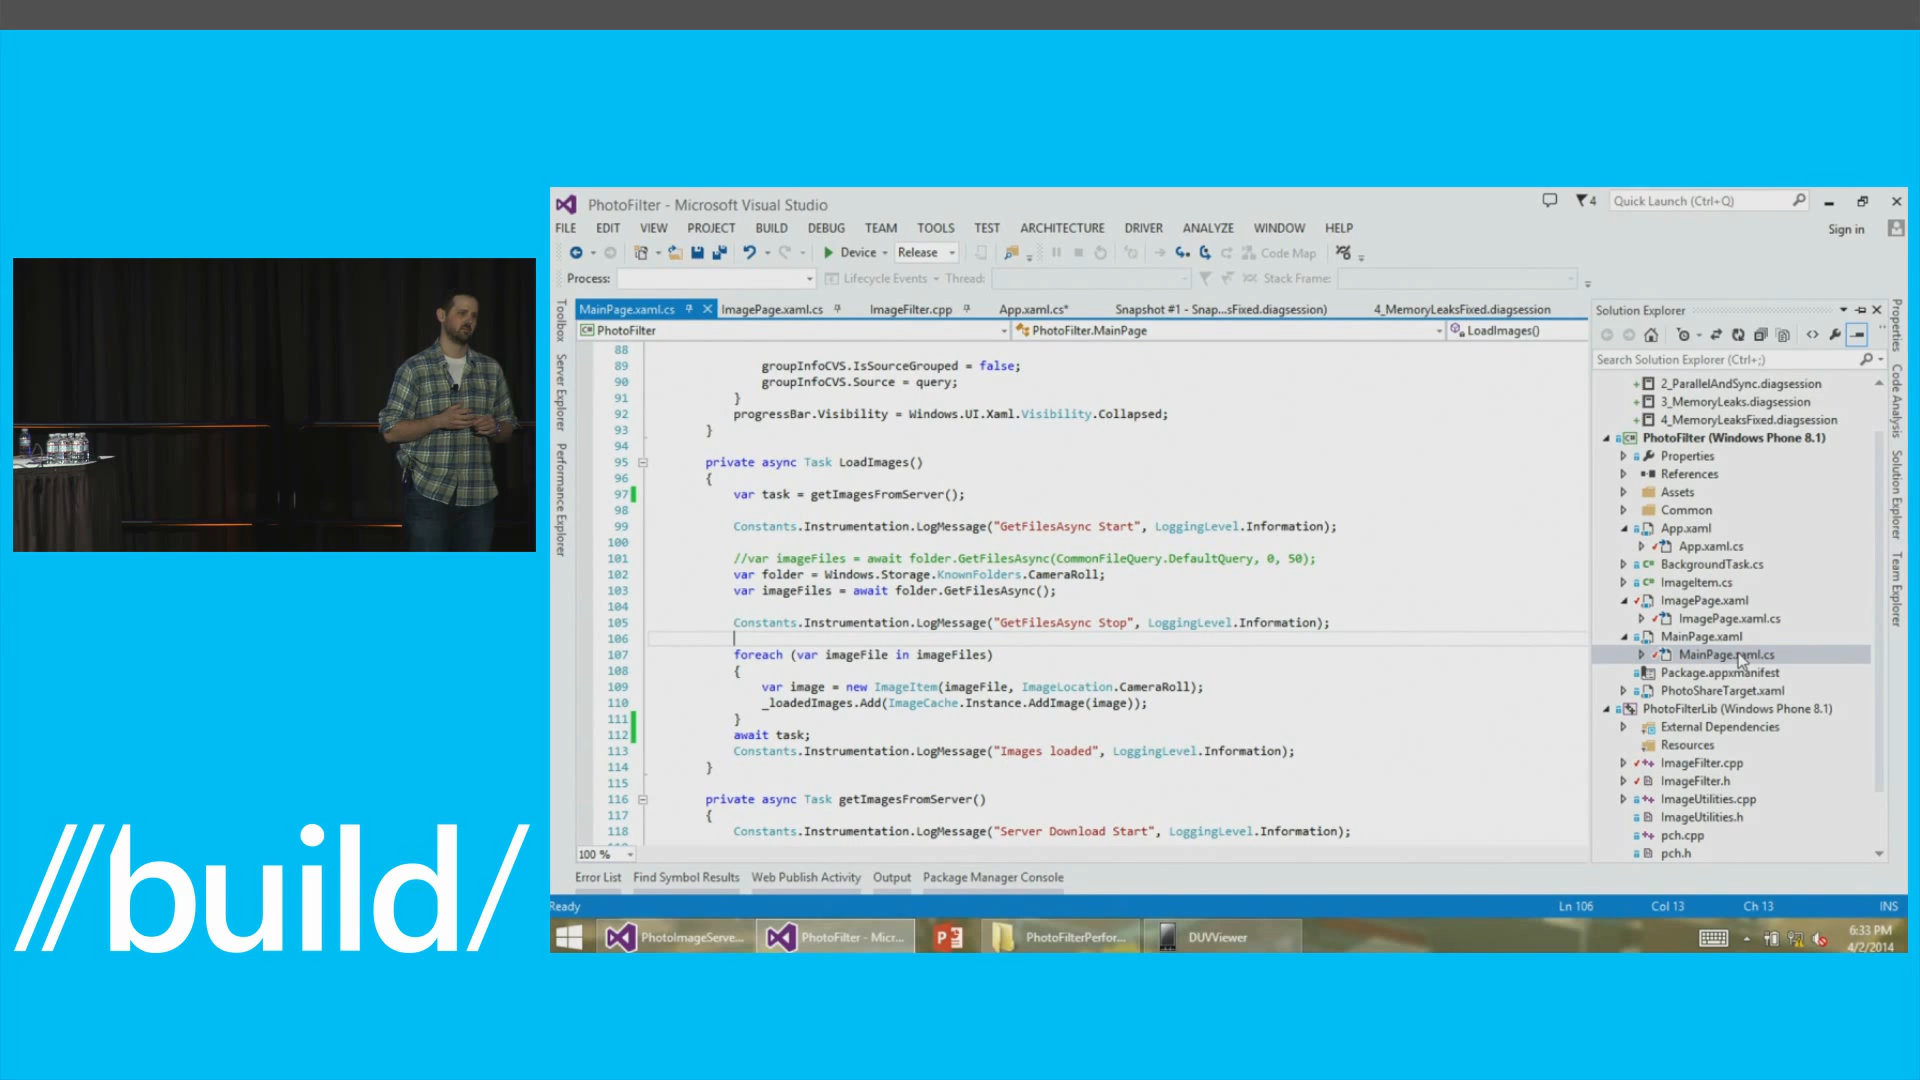 PhotoFilter - Microsoft Visual Studio
4
Quick Launch (Ctrl+Q)
FILE EDIT VIEW PROJECT BUILD DEBUG TEAM TOOLS TEST ARCHITECTURE DRIVER ANALYZE WINDOW HELP
Sign in
Device Release Code Map
Process: Lifecycle Events Thread: Stack Frame:
MainPage.xaml.cs ImagePage.xaml.cs ImageFilter.cpp App.xaml.cs* Snapshot #1 - Snap...sFixed.diagsession) 4_MemoryLeaksFixed.diagsession
PhotoFilter PhotoFilter.MainPage LoadImages()
Toolbox
Server Explorer
Performance Explorer
88
89 groupInfoCVS.IsSourceGrouped = false;
90 groupInfoCVS.Source = query;
91 }
92 progressBar.Visibility = Windows.UI.Xaml.Visibility.Collapsed;
93 }
94
95 private async Task LoadImages()
96 {
97 var task = getImagesFromServer();
98
99 Constants.Instrumentation.LogMessage("GetFilesAsync Start", LoggingLevel.Information);
100
101 //var imageFiles = await folder.GetFilesAsync(CommonFileQuery.DefaultQuery, 0, 50);
102 var folder = Windows.Storage.KnownFolders.CameraRoll;
103 var imageFiles = await folder.GetFilesAsync();
104
105 Constants.Instrumentation.LogMessage("GetFilesAsync Stop", LoggingLevel.Information);
106
107 foreach (var imageFile in imageFiles)
108 {
109 var image = new ImageItem(imageFile, ImageLocation.CameraRoll);
110 _loadedImages.Add(ImageCache.Instance.AddImage(image));
111 }
112 await task;
113 Constants.Instrumentation.LogMessage("Images loaded", LoggingLevel.Information);
114 }
115
116 private async Task getImagesFromServer()
117 {
118 Constants.Instrumentation.LogMessage("Server Download Start", LoggingLevel.Information);
100 %
Solution Explorer
Search Solution Explorer (Ctrl+;)
2_ParallelAndSync.diagsession
3_MemoryLeaks.diagsession
4_MemoryLeaksFixed.diagsession
PhotoFilter (Windows Phone 8.1)
Properties
References
Assets
Common
App.xaml
App.xaml.cs
BackgroundTask.cs
ImageItem.cs
ImagePage.xaml
ImagePage.xaml.cs
MainPage.xaml
MainPage.xaml.cs
Package.appxmanifest
PhotoShareTarget.xaml
PhotoFilterLib (Windows Phone 8.1)
External Dependencies
Resources
ImageFilter.cpp
ImageFilter.h
ImageUtilities.cpp
ImageUtilities.h
pch.cpp
pch.h
Properties
Code Analysis
Solution Explorer
Team Explorer
Error List Find Symbol Results Web Publish Activity Output Package Manager Console
Ready Ln 106 Col 13 Ch 13 INS
PhotoImageServe... PhotoFilter - Micr... PhotoFilterPerfor... DUVViewer
6:33 PM
4/2/2014
//build/